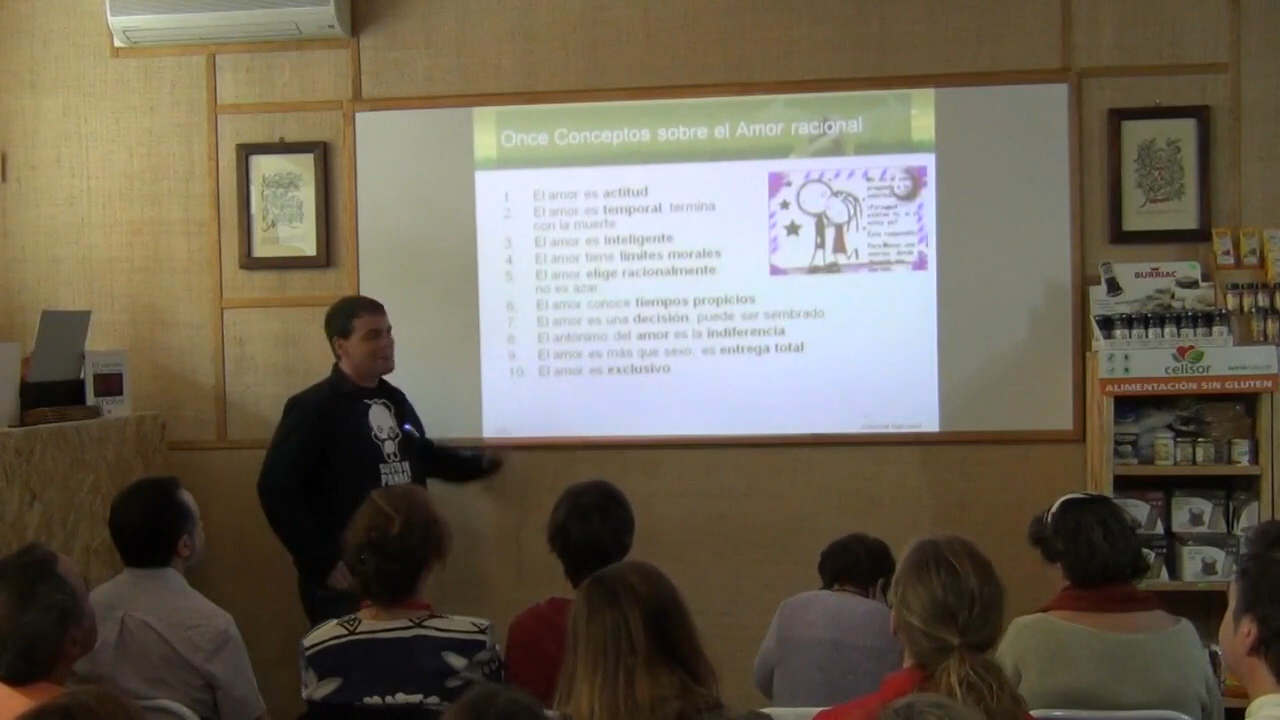 Once Conceptos sobre el Amor racional
1. El amor es actitud
2. El amor es temporal, termina
con la muerte
3. El amor es inteligente
4. El amor tiene límites morales
5. El amor elige racionalmente
no es azar
6. El amor conoce tiempos propicios
7. El amor es una decisión, puede ser sembrado
8. El antónimo del amor es la indiferencia
9. El amor es más que sexo, es entrega total
10. El amor es exclusivo
BURRIAC
celisor
ALIMENTACIÓN SIN GLUTEN